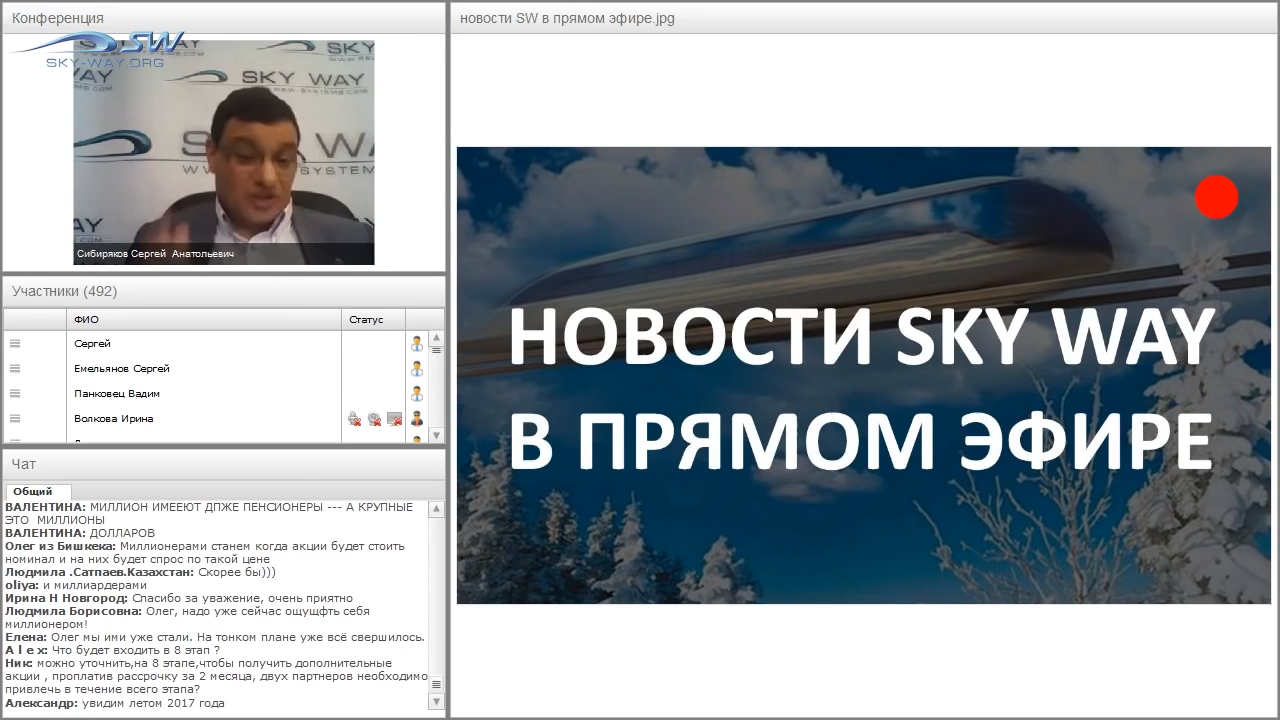 Конференция
SW
SKY-WAY.ORG
SKY WAY
SKY WAY
Сибиряков Сергей Анатольевич
Участники (492)
ФИО
Статус
Сергей
Емельянов Сергей
Панковец Вадим
Волкова Ирина
Чат
Общий
ВАЛЕНТИНА: МИЛЛИОН ИМЕЕЮТ ДПЖЕ ПЕНСИОНЕРЫ --- А КРУПНЫЕ
ЭТО МИЛЛИОНЫ
ВАЛЕНТИНА: ДОЛЛАРОВ
Олег из Бишкека: Миллионерами станем когда акции будет стоить
номинал и на них будет спрос по такой цене
Людмила .Сатпаев.Казахстан: Скорее бы)))
oliya: и миллиардерами
Ирина Н Новгород: Спасибо за уважение, очень приятно
Людмила Борисовна: Олег, надо уже сейчас ощущфть себя
миллионером!
Елена: Олег мы ими уже стали. На тонком плане уже всё свершилось.
A l e x: Что будет входить в 8 этап ?
Ник: можно уточнить,на 8 этапе,чтобы получить дополнительные
акции , проплатив рассрочку за 2 месяца, двух партнеров необходимо
привлечь в течение всего этапа?
Александр: увидим летом 2017 года
новости SW в прямом эфире.jpg
НОВОСТИ SKY WAY
В ПРЯМОМ ЭФИРЕ